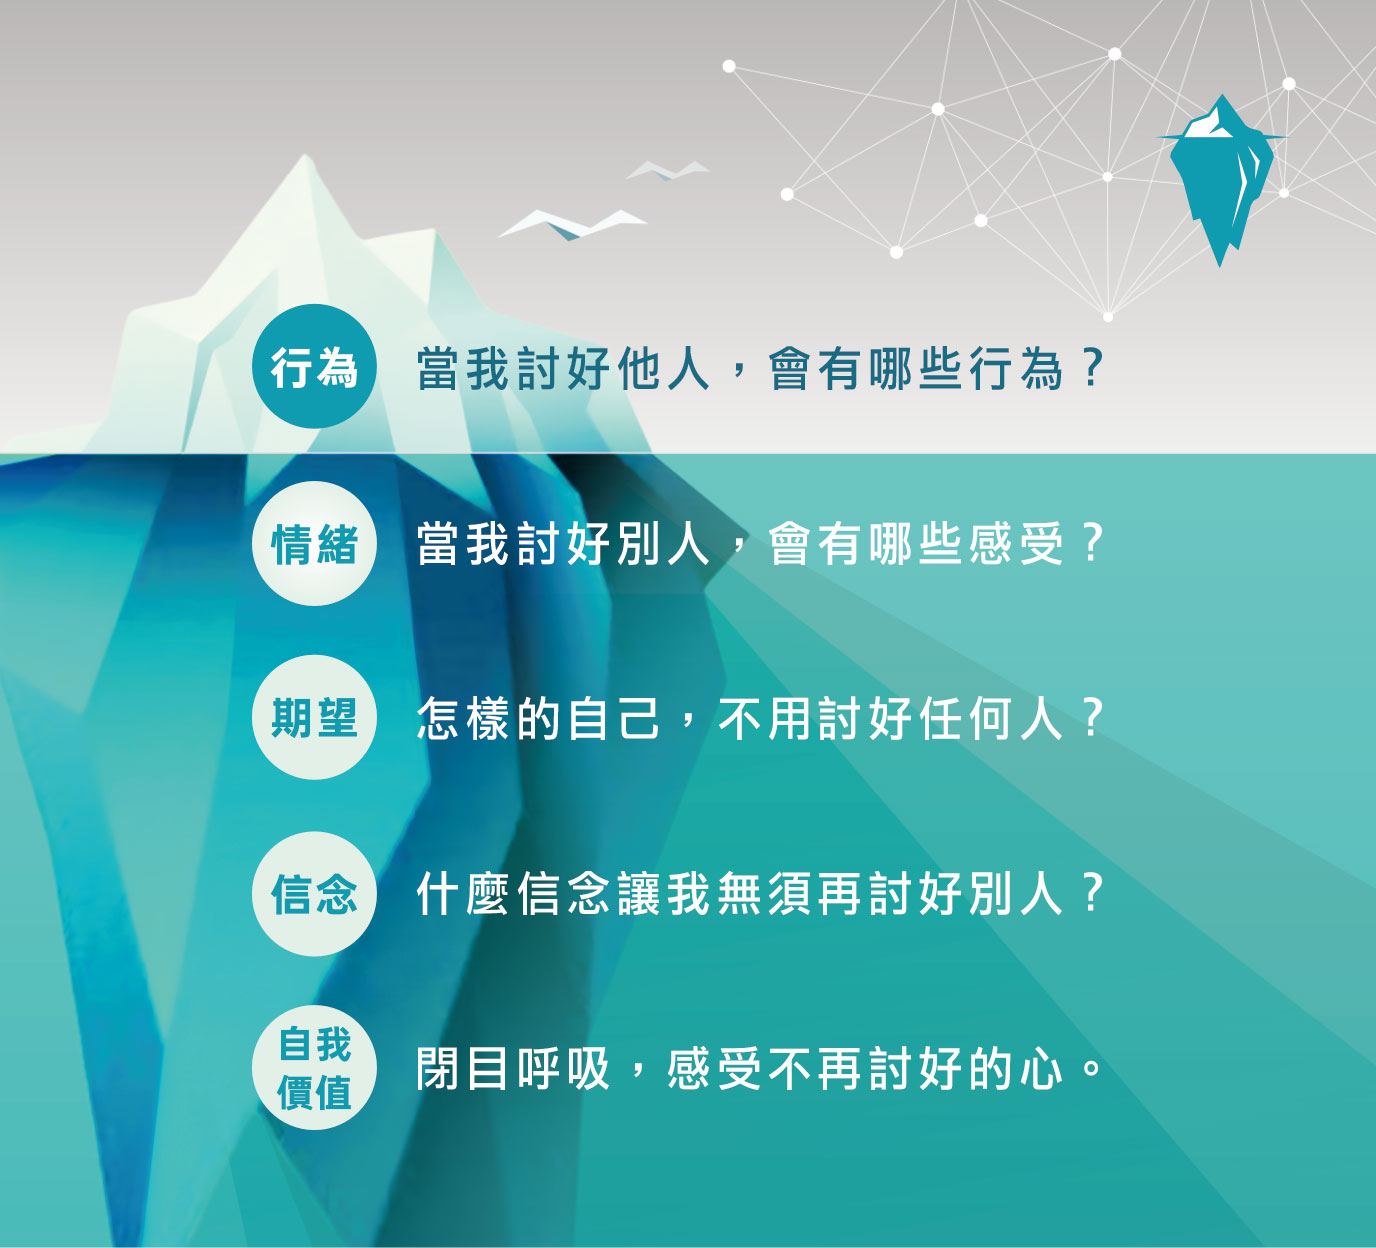 行為 當我討好他人，會有哪些行為？
情緒 當我討好別人，會有哪些感受？
期望 怎樣的自己，不用討好任何人？
信念 什麼信念讓我無須再討好別人？
自我
價值
閉目呼吸，感受不再討好的心。